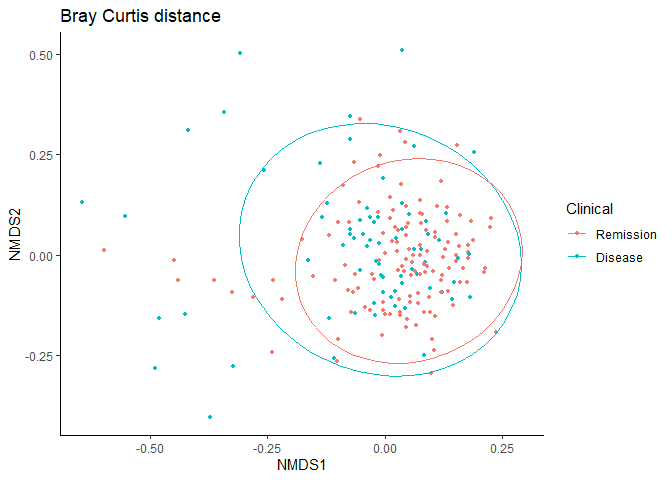 Bray Curtis distance
0.50
0.25
0.00
-0.25
NMDS2
-0.50
-0.25
0.00
0.25
NMDS1
Clinical
Remission
Disease